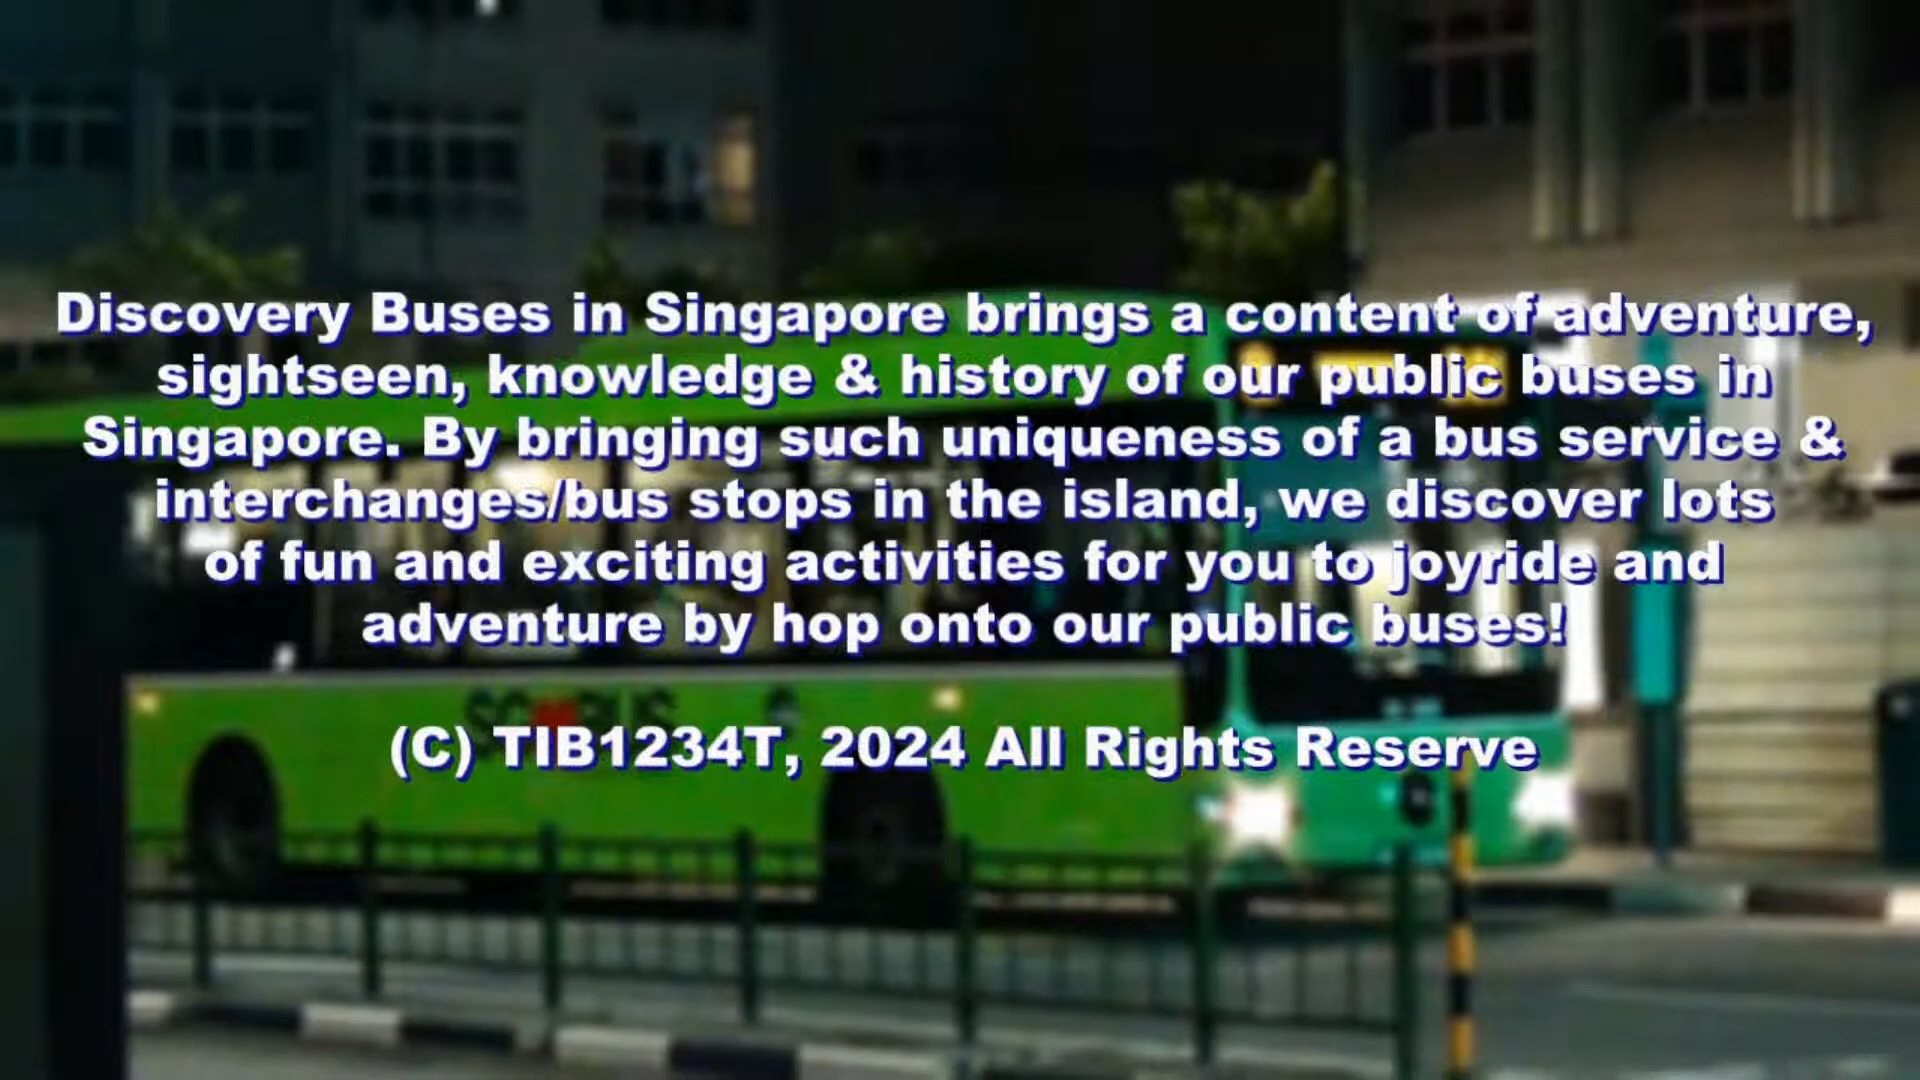 Discovery Buses in Singapore brings a content of adventure,
sightseen, knowledge & history of our public buses in
Singapore. By bringing such uniqueness of a bus service &
interchanges/bus stops in the island, we discover lots
of fun and exciting activities for you to joyride and
adventure by hop onto our public buses!
(C) TIB1234T, 2024 All Rights Reserve